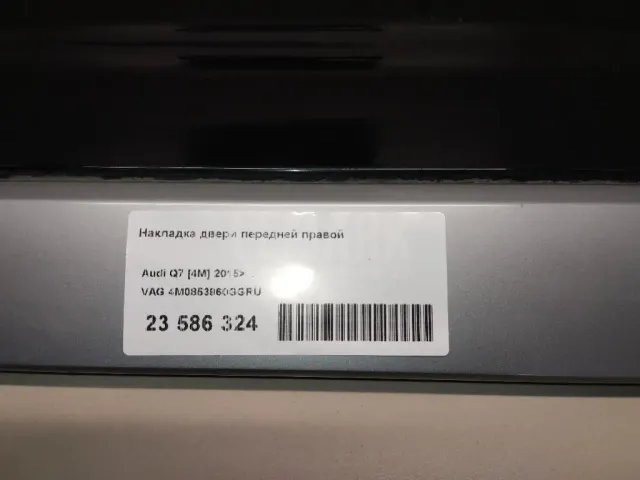 Накладка двери передней правой
Audi Q7 [4M] 2015>
VAG 4M0853960GGRU
23 586 324